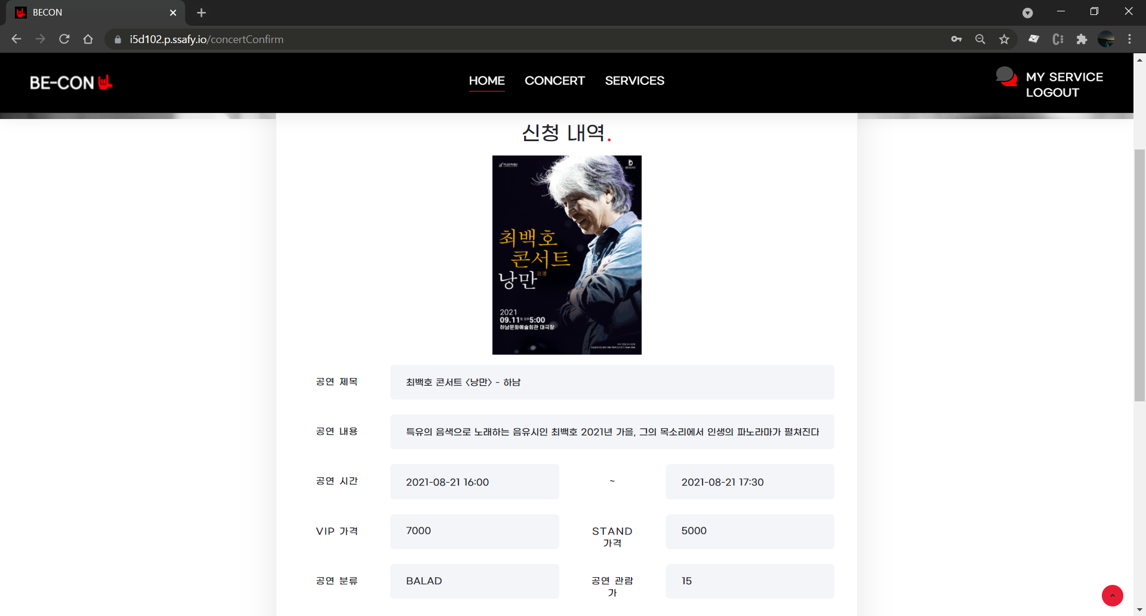 BECON
i5d102.p.ssafy.io/concertConfirm
BE-CON
HOME CONCERT SERVICES
MY SERVICE
LOGOUT
신청 내역.
최백호
콘서트
낭만
2021
09.11 5:00
하남문화예술회관 대극장
공연 제목 최백호 콘서트 <낭만> - 하남
공연 내용 특유의 음색으로 노래하는 음유시인 최백호 2021년 가을, 그의 목소리에서 인생의 파노라마가 펼쳐진다
공연 시간 2021-08-21 16:00 ~ 2021-08-21 17:30
VIP 가격 7000 STAND 가격 5000
공연 분류 BALAD 공연 관람가 15